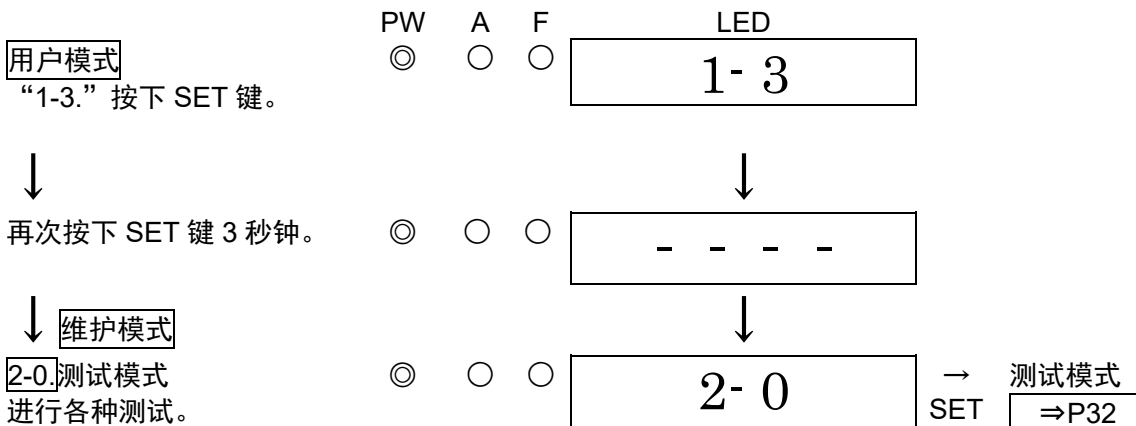 PW A F LED
用户模式 ◎ ○ ○ 1- 3
“1-3.”按下 SET 键。
↓ ↓
再次按下 SET 键 3 秒钟。 ◎ ○ ○ - - - -
↓ 维护模式 ↓
2-0.测试模式 ◎ ○ ○ 2- 0 → 测试模式
进行各种测试。 SET ⇒P32